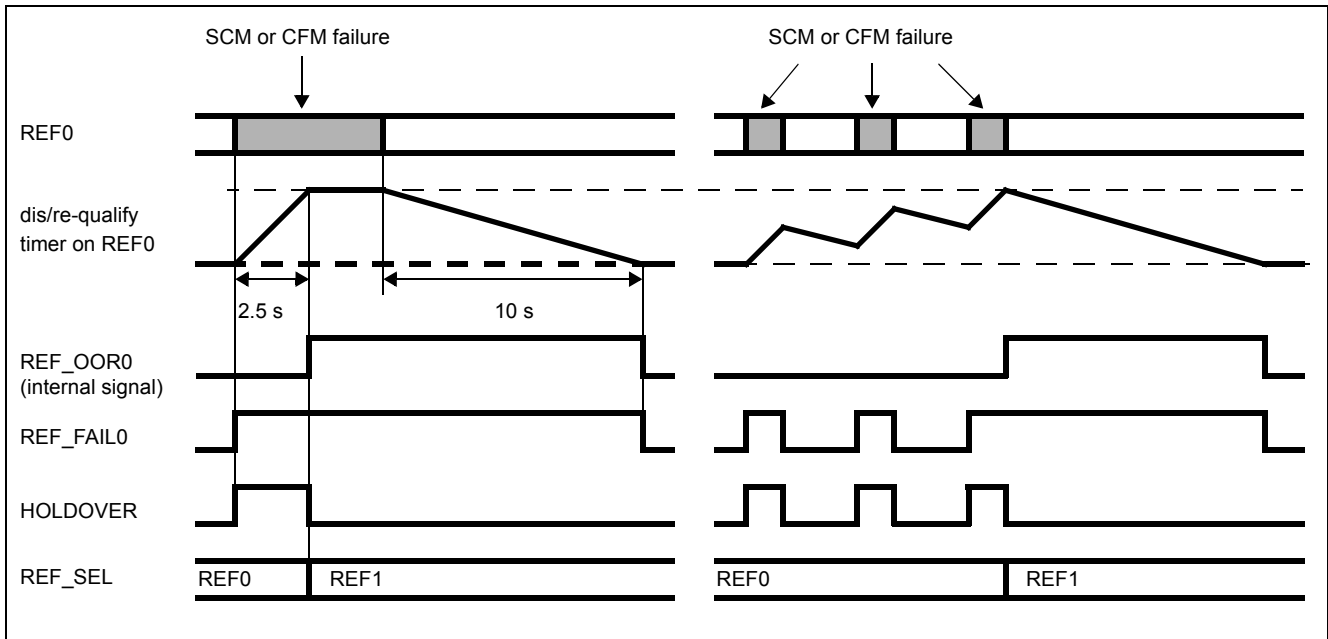 SCM or CFM failure
SCM or CFM failure
REF0
dis/re-qualify
timer on REF0
2.5 s
10 s
REF_OOR0
(internal signal)
REF_FAIL0
HOLDOVER
REF_SEL
REF0
REF1
REF0
REF1